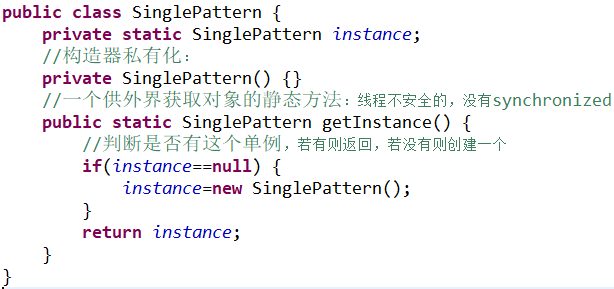 public class SinglePattern {
private static SinglePattern instance;
//构造器私有化：
private SinglePattern() {}
//一个供外界获取对象的静态方法：线程不安全的，没有synchronized
public static SinglePattern getInstance() {
//判断是否有这个单例，若有则返回，若没有则创建一个
if(instance==null) {
instance=new SinglePattern();
}
return instance;
}
}